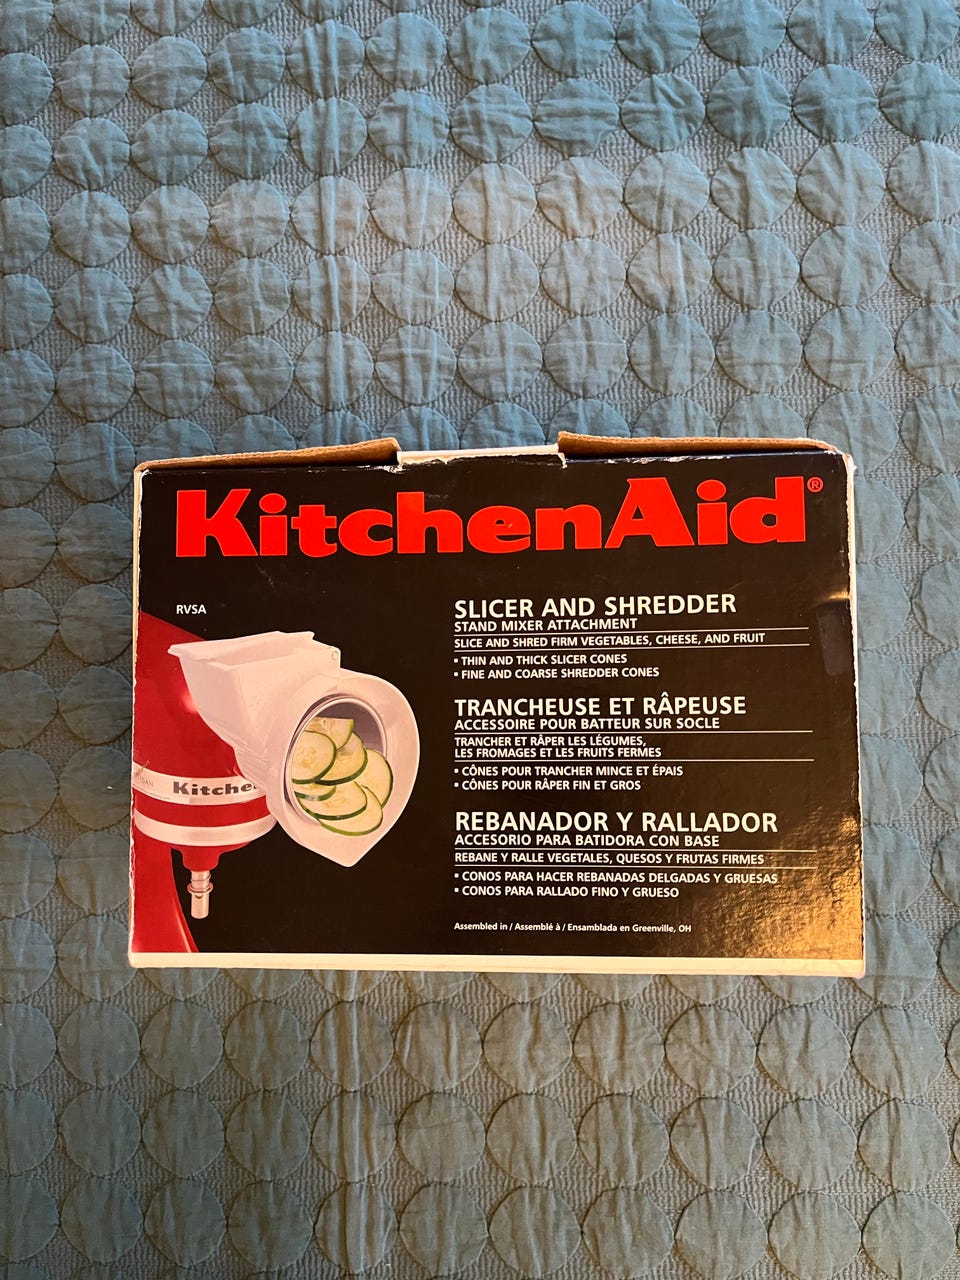 KitchenAid®
RVSA
SLICER AND SHREDDER
STAND MIXER ATTACHMENT
SLICE AND SHRED FIRM VEGETABLES, CHEESE, AND FRUIT
▪ THIN AND THICK SLICER CONES
▪ FINE AND COARSE SHREDDER CONES
TRANCHEUSE ET RÂPEUSE
ACCESSOIRE POUR BATTEUR SUR SOCLE
TRANCHER ET RÂPER LES LÉGUMES,
LES FROMAGES ET LES FRUITS FERMES
▪ CÔNES POUR TRANCHER MINCE ET ÉPAIS
▪ CÔNES POUR RÂPER FIN ET GROS
REBANADOR Y RALLADOR
ACCESORIO PARA BATIDORA CON BASE
REBANE Y RALLE VEGETALES, QUESOS Y FRUTAS FIRMES
▪ CONOS PARA HACER REBANADAS DELGADAS Y GRUESAS
▪ CONOS PARA RALLADO FINO Y GRUESO
Assembled in / Assemblé à / Ensamblada en Greenville, OH
Kitche